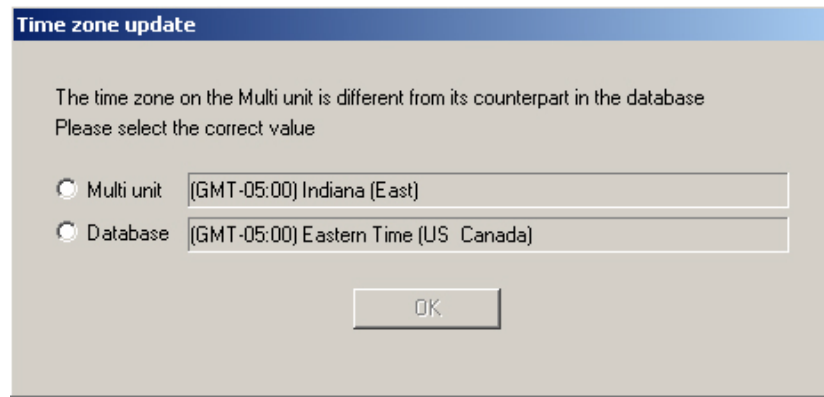 Time zone update
The time zone on the Multi unit is different from its counterpart in the database
Please select the correct value
Multi unit (GMT-05:00) Indiana (East)
Database (GMT-05:00) Eastern Time (US  Canada)
OK